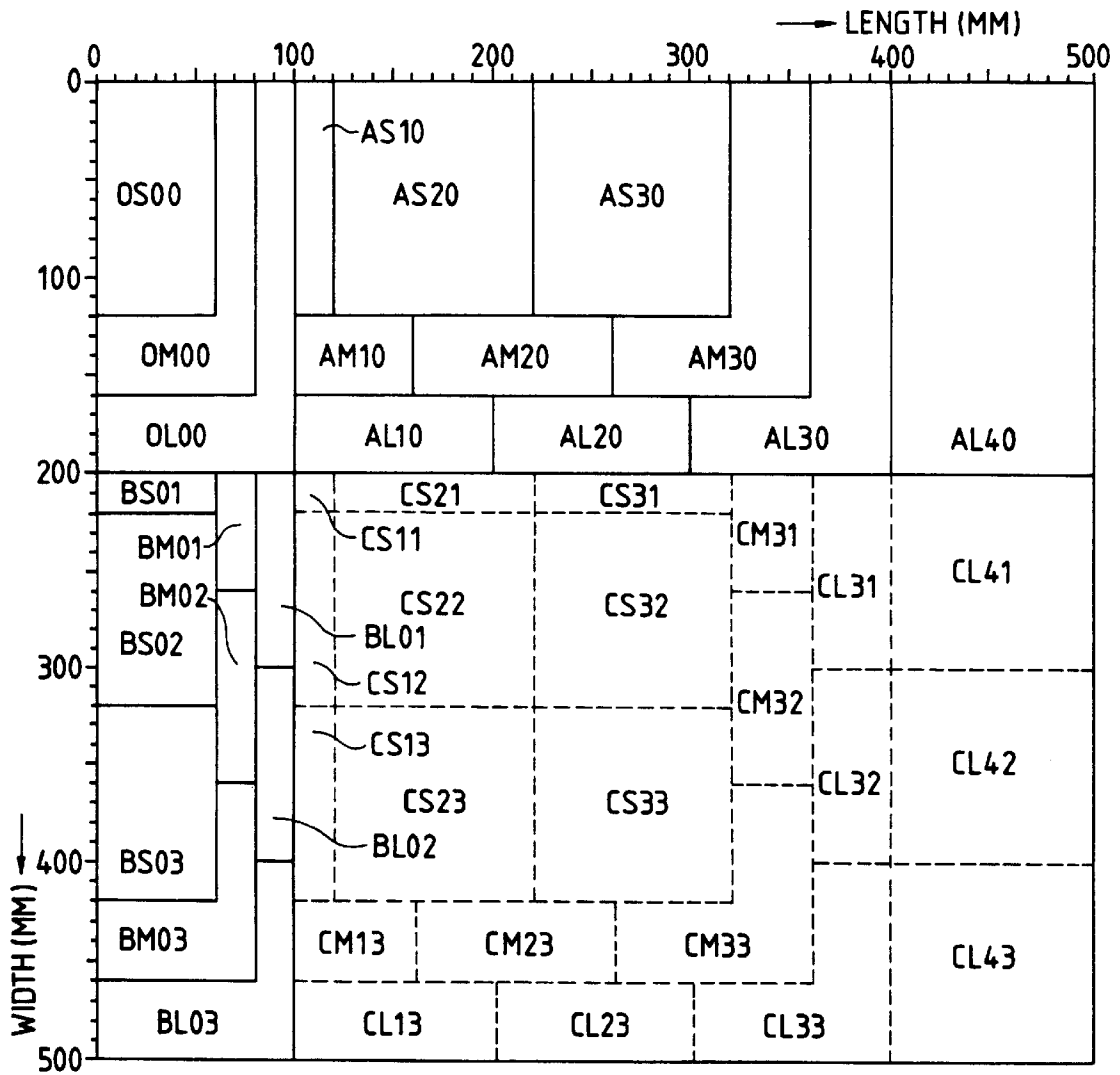 LENGTH (MM)
0 100 200 300 400 500
0
AS10
OS00 AS20 AS30
100
OM00 AM10 AM20 AM30
OL00 AL10 AL20 AL30 AL40
200
BS01 CS21 CS31
BM01 CS11 CM31
BM02 CS22 CS32 CL31 CL41
BS02 BL01
300 CS12
CM32
CS13
CS23 CS33 CL32 CL42
BL02
400 BS03
BM03 CM13 CM23 CM33 CL43
BL03 CL13 CL23 CL33
500
WIDTH (MM)